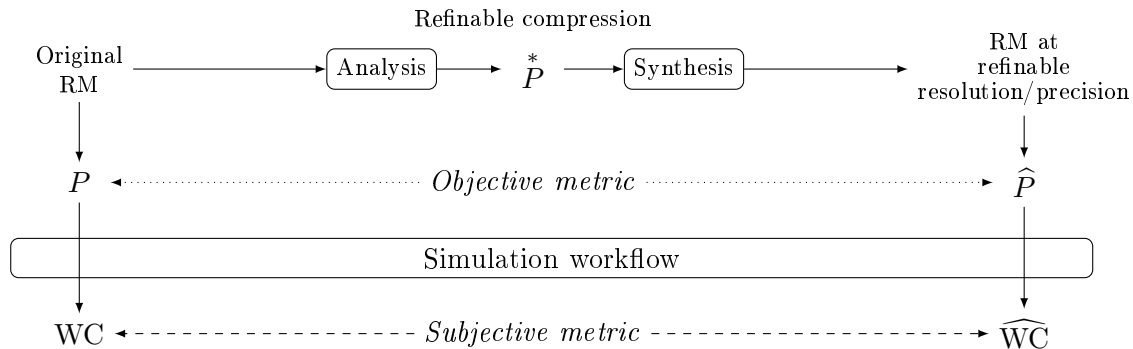 Refinable compression
Original
RM
Analysis
*
P
Synthesis
RM at
refinable
resolution/precision
P
Objective metric
P̂
Simulation workflow
WC
Subjective metric
ŴC